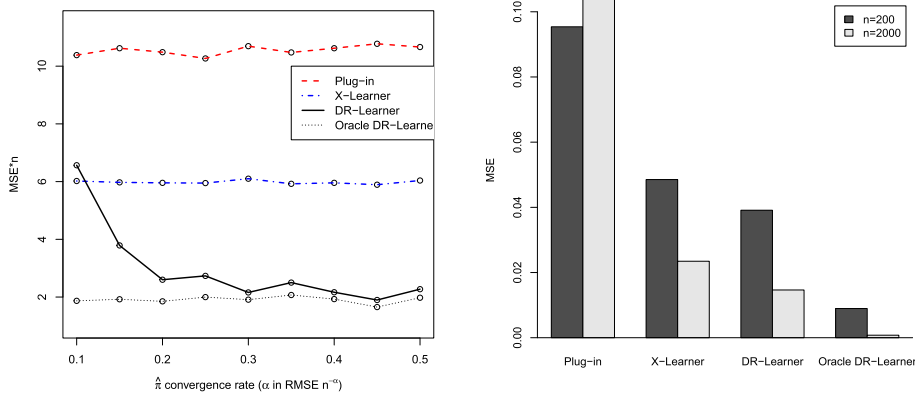 MSE*n
10
8
6
4
2
Plug−in
X−Learner
DR−Learner
Oracle DR−Learne
0.1 0.2 0.3 0.4 0.5
π̂ convergence rate (α in RMSE n⁻ᵅ)
MSE
0.10
0.08
0.06
0.04
0.02
0.00
n=200
n=2000
Plug−in X−Learner DR−Learner Oracle DR−Learner